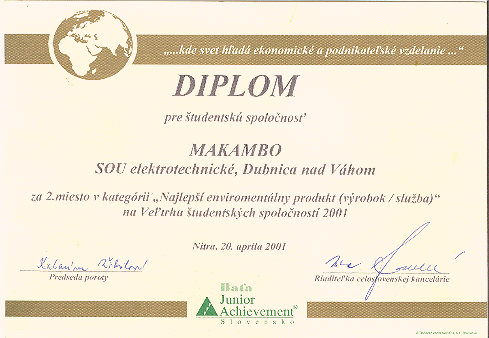 „...kde svet hľadá ekonomické a podnikateľské vzdelanie ...“
DIPLOM
pre študentskú spoločnosť
MAKAMBO
SOU elektrotechnické, Dubnica nad Váhom
za 2.miesto v kategórii „Najlepší enviromentálny produkt (výrobok / služba)“
na Veľtrhu študentských spoločností 2001
Nitra, 20. apríla 2001
Predseda poroty
Riaditeľka celoslovenskej kancelárie
Baťa
Junior
Achievement®
Slovensko